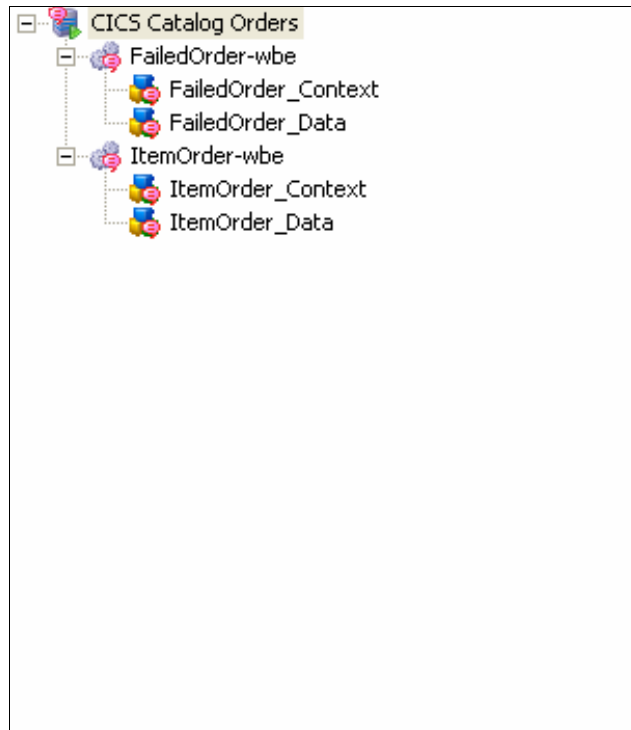 CICS Catalog Orders
FailedOrder-wbe
FailedOrder_Context
FailedOrder_Data
ItemOrder-wbe
ItemOrder_Context
ItemOrder_Data